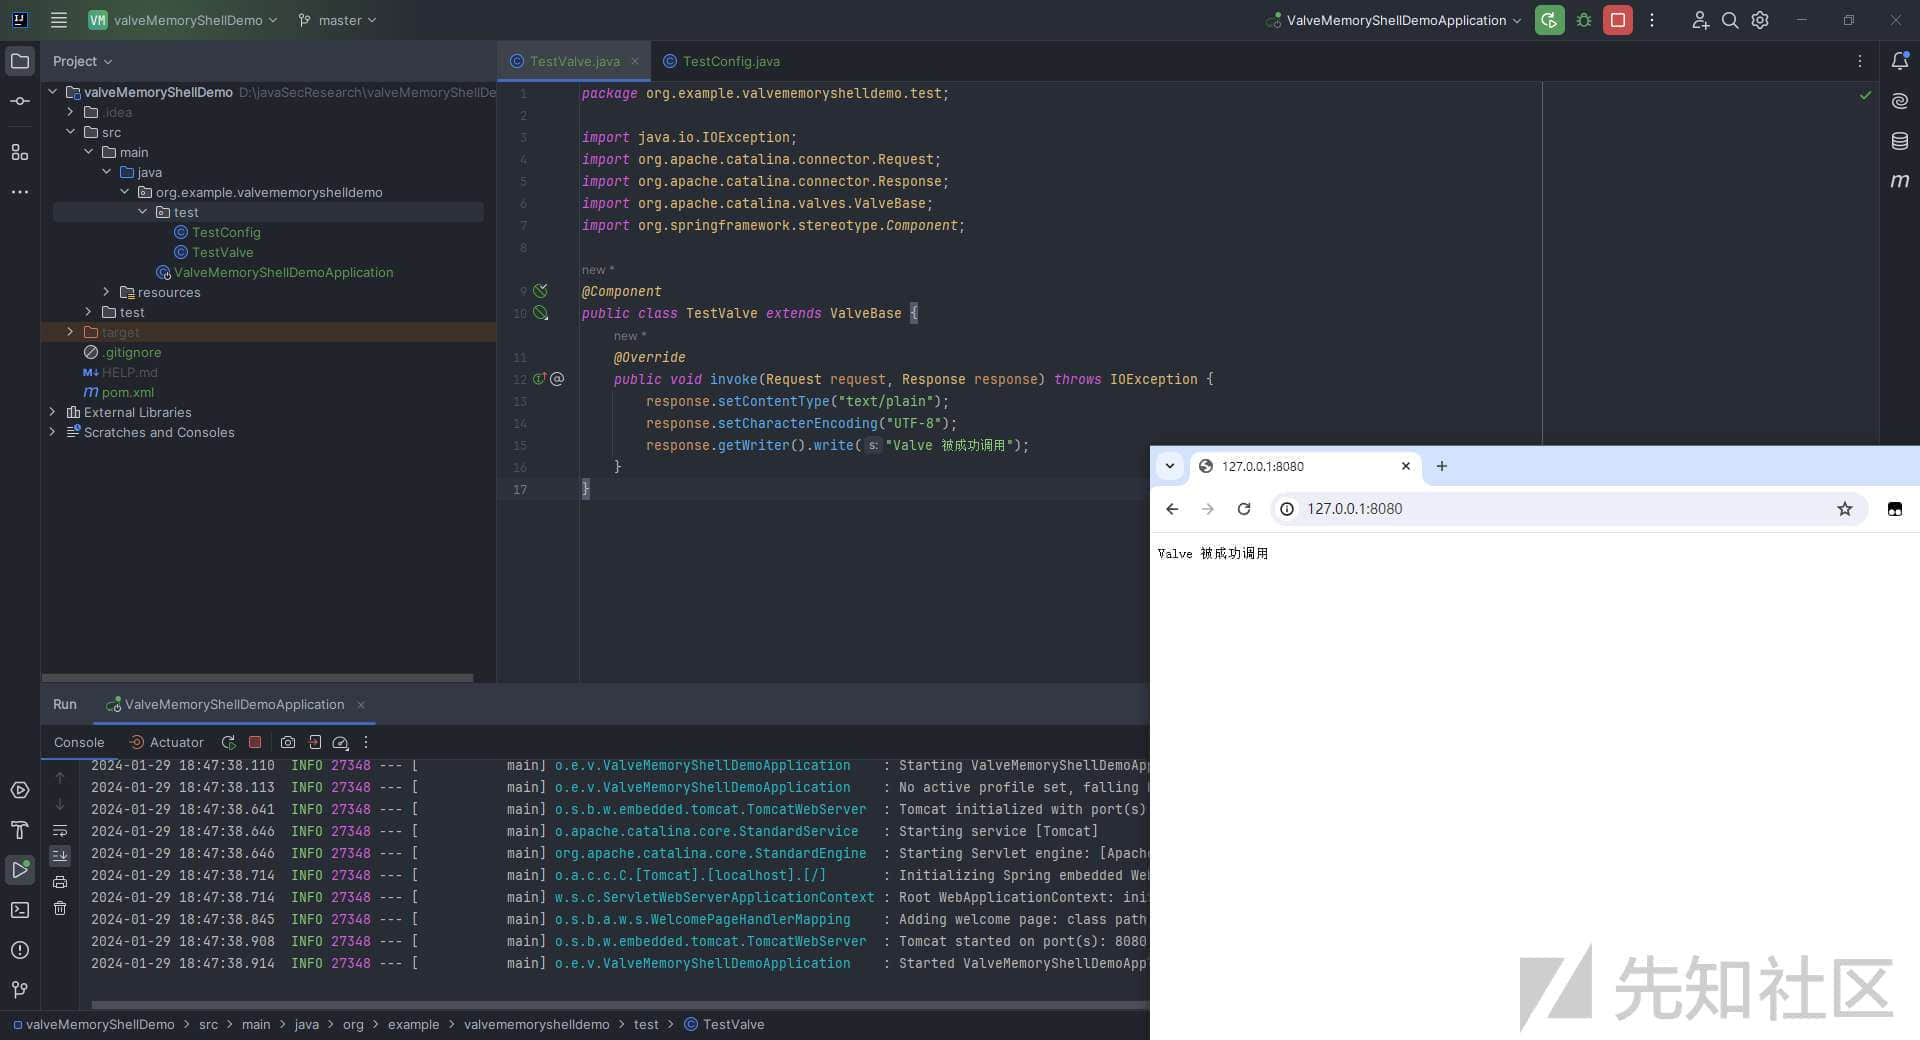 VM valveMemoryShellDemo master ValveMemoryShellDemoApplication
Project
valveMemoryShellDemo D:\javaSecResearch\valveMemoryShellDe
.idea
src
main
java
org.example.valvememoryshelldemo
test
TestConfig
TestValve
ValveMemoryShellDemoApplication
resources
test
target
.gitignore
M↓ HELP.md
m pom.xml
External Libraries
Scratches and Consoles
TestValve.java TestConfig.java
1 package org.example.valvememoryshelldemo.test;
2
3 import java.io.IOException;
4 import org.apache.catalina.connector.Request;
5 import org.apache.catalina.connector.Response;
6 import org.apache.catalina.valves.ValveBase;
7 import org.springframework.stereotype.Component;
8
new *
9 @Component
10 public class TestValve extends ValveBase {
new *
11 @Override
12 public void invoke(Request request, Response response) throws IOException {
13 response.setContentType("text/plain");
14 response.setCharacterEncoding("UTF-8");
15 response.getWriter().write( s: "Valve 被成功调用");
16 }
17 }
127.0.0.1:8080
127.0.0.1:8080
Valve 被成功调用
Run ValveMemoryShellDemoApplication
Console Actuator
2024-01-29 18:47:38.110 INFO 27348 --- [ main] o.e.v.ValveMemoryShellDemoApplication : Starting ValveMemoryShellDemoAp
2024-01-29 18:47:38.113 INFO 27348 --- [ main] o.e.v.ValveMemoryShellDemoApplication : No active profile set, falling
2024-01-29 18:47:38.641 INFO 27348 --- [ main] o.s.b.w.embedded.tomcat.TomcatWebServer : Tomcat initialized with port(s)
2024-01-29 18:47:38.646 INFO 27348 --- [ main] o.apache.catalina.core.StandardService : Starting service [Tomcat]
2024-01-29 18:47:38.646 INFO 27348 --- [ main] org.apache.catalina.core.StandardEngine : Starting Servlet engine: [Apach
2024-01-29 18:47:38.714 INFO 27348 --- [ main] o.a.c.c.C.[Tomcat].[localhost].[/] : Initializing Spring embedded We
2024-01-29 18:47:38.714 INFO 27348 --- [ main] w.s.c.ServletWebServerApplicationContext : Root WebApplicationContext: ini
2024-01-29 18:47:38.845 INFO 27348 --- [ main] o.s.b.a.w.s.WelcomePageHandlerMapping : Adding welcome page: class path
2024-01-29 18:47:38.908 INFO 27348 --- [ main] o.s.b.w.embedded.tomcat.TomcatWebServer : Tomcat started on port(s): 8080
2024-01-29 18:47:38.914 INFO 27348 --- [ main] o.e.v.ValveMemoryShellDemoApplication : Started ValveMemoryShellDemoApp
valveMemoryShellDemo > src > main > java > org > example > valvememoryshelldemo > test > TestValve
先知社区